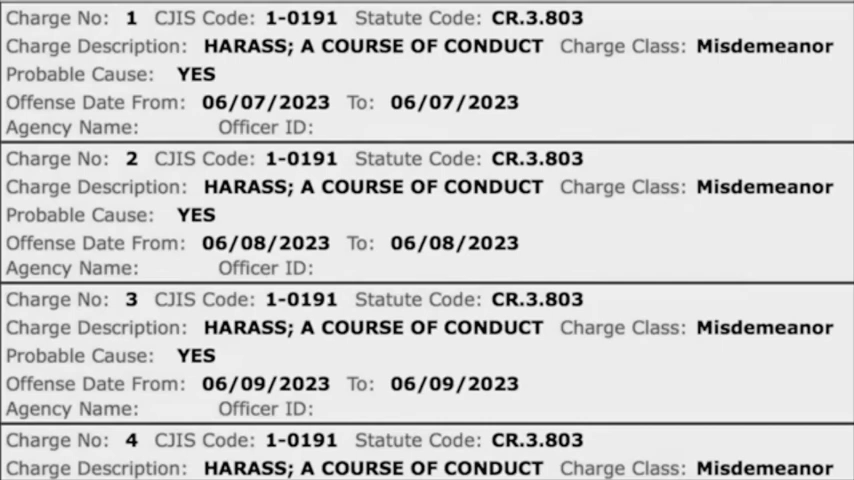 Charge No: 1 CJIS Code: 1-0191 Statute Code: CR.3.803
Charge Description: HARASS; A COURSE OF CONDUCT Charge Class: Misdemeanor
Probable Cause: YES
Offense Date From: 06/07/2023 To: 06/07/2023
Agency Name: Officer ID:
Charge No: 2 CJIS Code: 1-0191 Statute Code: CR.3.803
Charge Description: HARASS; A COURSE OF CONDUCT Charge Class: Misdemeanor
Probable Cause: YES
Offense Date From: 06/08/2023 To: 06/08/2023
Agency Name: Officer ID:
Charge No: 3 CJIS Code: 1-0191 Statute Code: CR.3.803
Charge Description: HARASS; A COURSE OF CONDUCT Charge Class: Misdemeanor
Probable Cause: YES
Offense Date From: 06/09/2023 To: 06/09/2023
Agency Name: Officer ID:
Charge No: 4 CJIS Code: 1-0191 Statute Code: CR.3.803
Charge Description: HARASS; A COURSE OF CONDUCT Charge Class: Misdemeanor